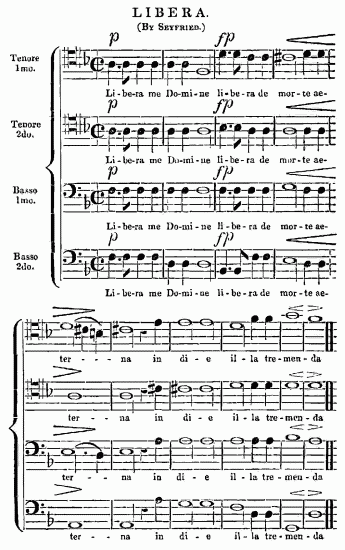 LIBERA.
(By Seyfried.)
p fp
Tenore
1mo.
Li-be-ra me Do-mi-ne li-be-ra de mor-te ae-
p fp
Tenore
2do.
Li-be-ra me Do-mi-ne li-be-ra de mor-te ae-
p fp
Basso
1mo.
Li-be-ra me Do-mi-ne li-be-ra de mor-te ae-
p fp
Basso
2do.
Li-be-ra me Do-mi-ne li-be-ra de mor-te ae-
ter - - - na in di-e il-la tre-menda
ter - - - na in di-e il-la tre-men-da
ter - - - na in di-e il-la tre-men-da
ter - - - na in di-e il-la tre-men-da